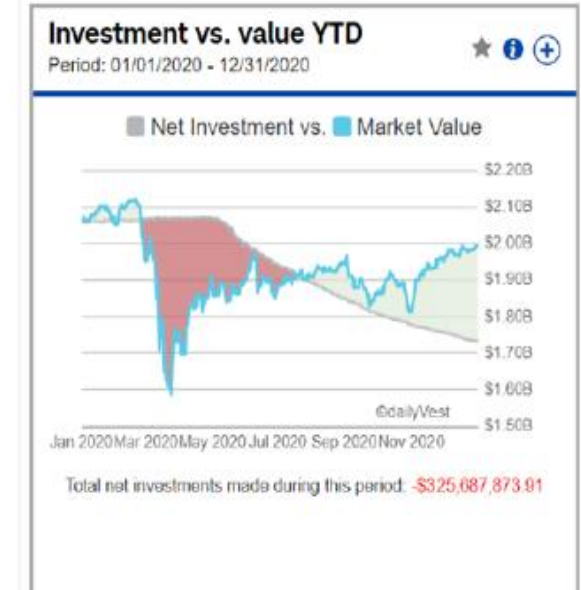 Investment vs. value YTD
Period: 01/01/2020 - 12/31/2020
Net Investment vs. Market Value
$2.20B
$2.10B
$2.00B
$1.90B
$1.80B
$1.70B
$1.60B
$1.50B
©dailyVest
Jan 2020 Mar 2020 May 2020 Jul 2020 Sep 2020 Nov 2020
Total net investments made during this period: -$325,687,873.91